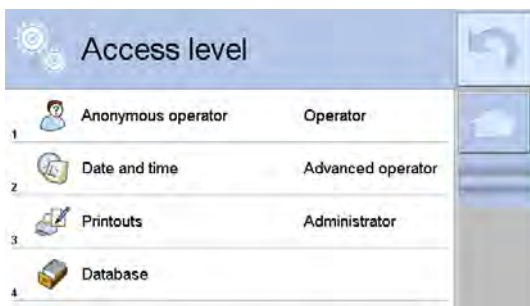 Access level
1 Anonymous operator Operator
2 Date and time Advanced operator
3 Printouts Administrator
4 Database